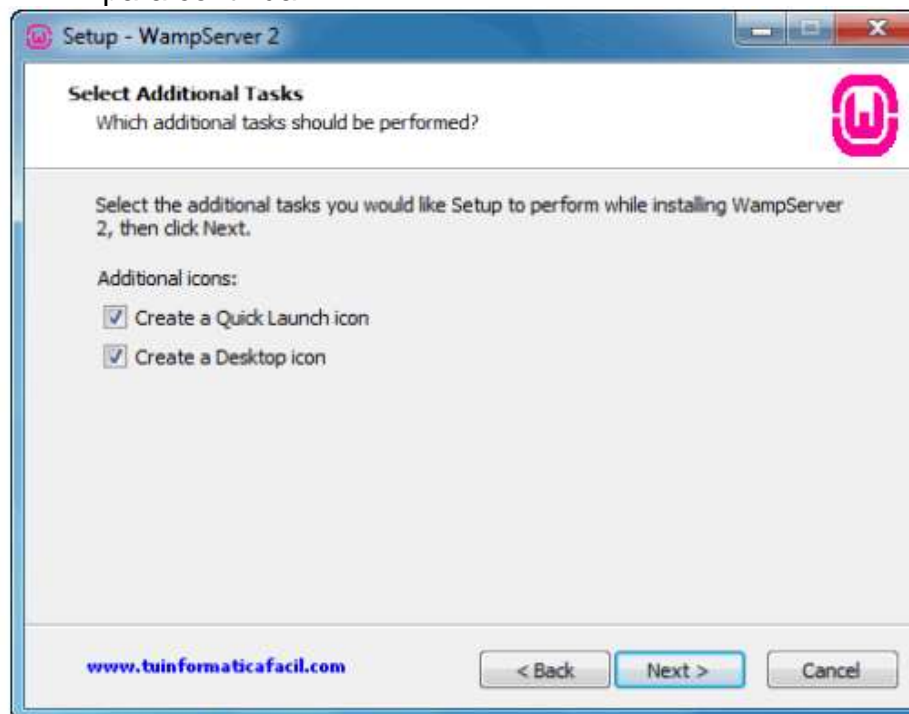 Setup - WampServer 2
Select Additional Tasks
Which additional tasks should be performed?
Select the additional tasks you would like Setup to perform while installing WampServer
2, then click Next.
Additional icons:
Create a Quick Launch icon
Create a Desktop icon
www.tuinformaticafacil.com
< Back
Next >
Cancel